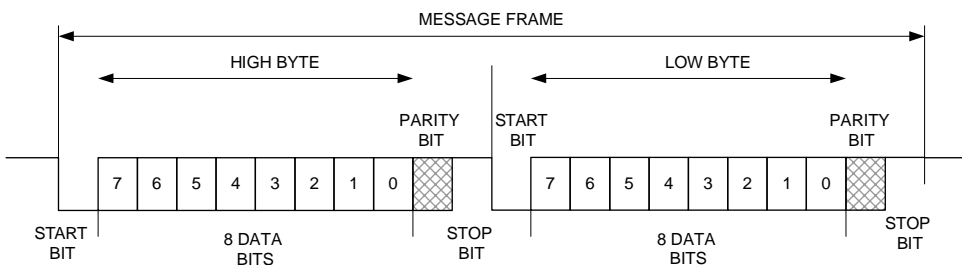 MESSAGE FRAME
HIGH BYTE
LOW BYTE
PARITY
BIT
START
BIT
PARITY
BIT
7 6 5 4 3 2 1 0
7 6 5 4 3 2 1 0
START
BIT
8 DATA
BITS
STOP
BIT
8 DATA
BITS
STOP
BIT